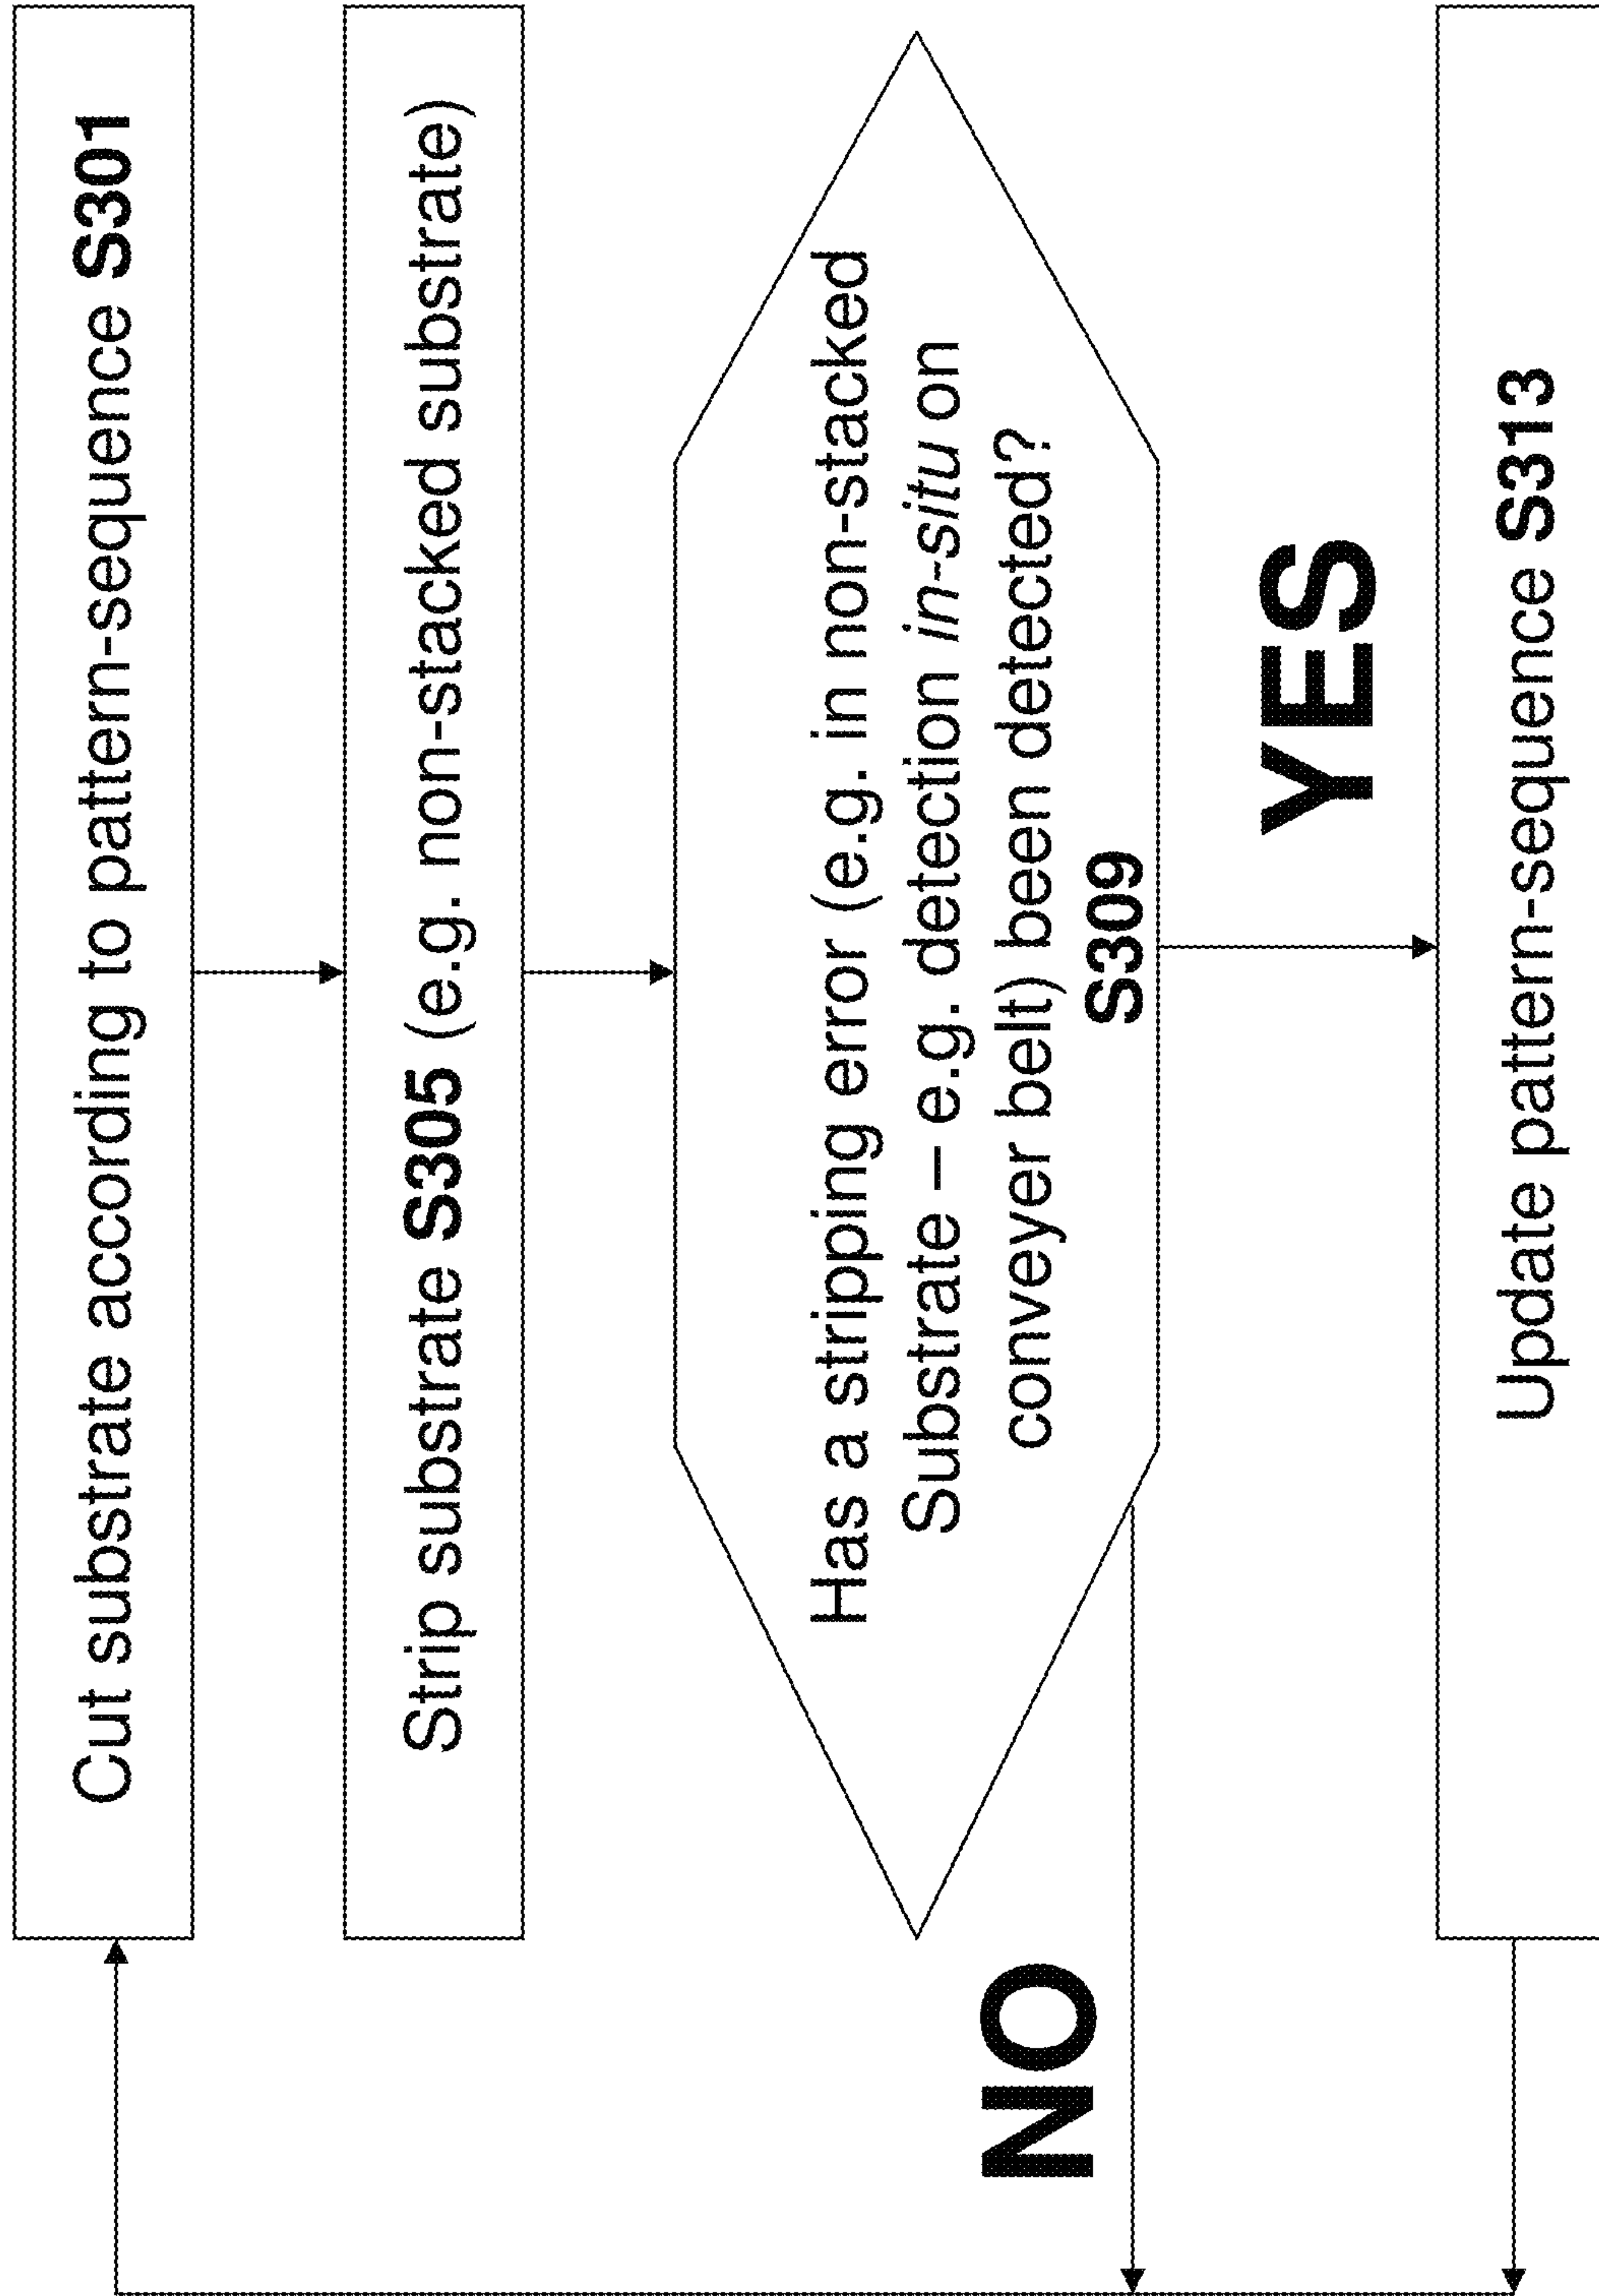 Cut substrate according to pattern-sequence S301
Strip substrate S305 (e.g. non-stacked substrate)
Has a stripping error (e.g. in non-stacked
Substrate – e.g. detection in-situ on
conveyer belt) been detected?
S309
NO
YES
Update pattern-sequence S313